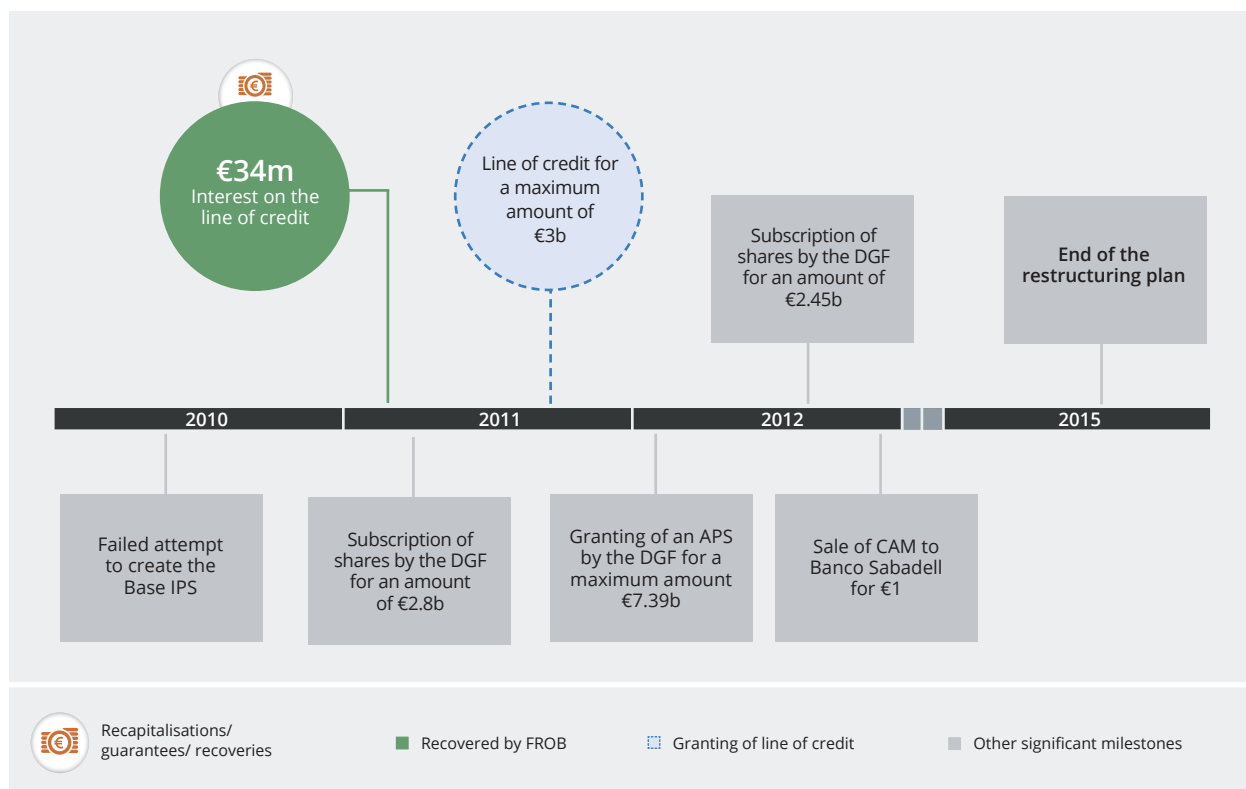 €34m
Interest on the
line of credit
Line of credit for
a maximum
amount of
€3b
Subscription of
shares by the DGF
for an amount of
€2.45b
End of the
restructuring plan
2010
2011
2012
2015
Failed attempt
to create the
Base IPS
Subscription of
shares by the DGF
for an amount
of €2.8b
Granting of an APS
by the DGF for a
maximum amount
€7.39b
Sale of CAM to
Banco Sabadell
for €1
Recapitalisations/
guarantees/ recoveries
Recovered by FROB
Granting of line of credit
Other significant milestones